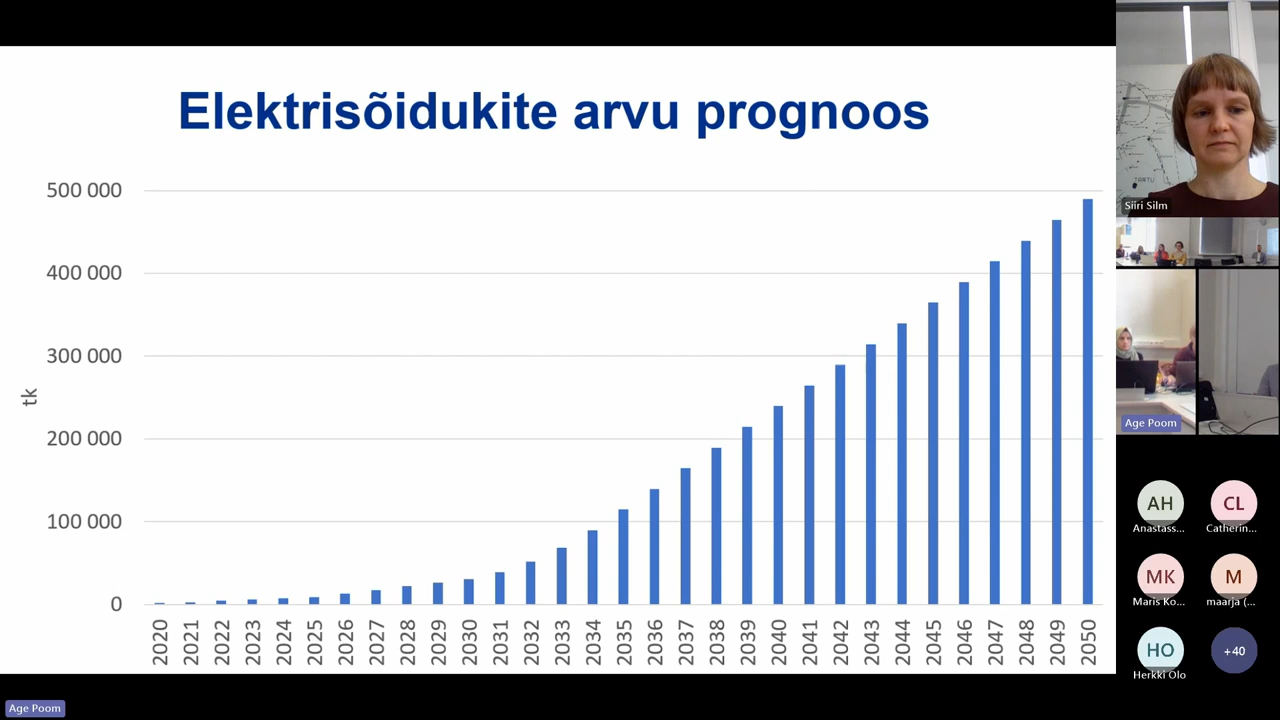 Elektrisõidukite arvu prognoos
500 000
400 000
300 000
200 000
100 000
0
tk
2020
2021
2022
2023
2024
2025
2026
2027
2028
2029
2030
2031
2032
2033
2034
2035
2036
2037
2038
2039
2040
2041
2042
2043
2044
2045
2046
2047
2048
2049
2050
Age Poom
TARTU
Siiri Silm
Age Poom
AH
CL
Anastass...
Catherin...
MK
M
Maris Ko...
maarja (...
HO
+40
Herkki Olo